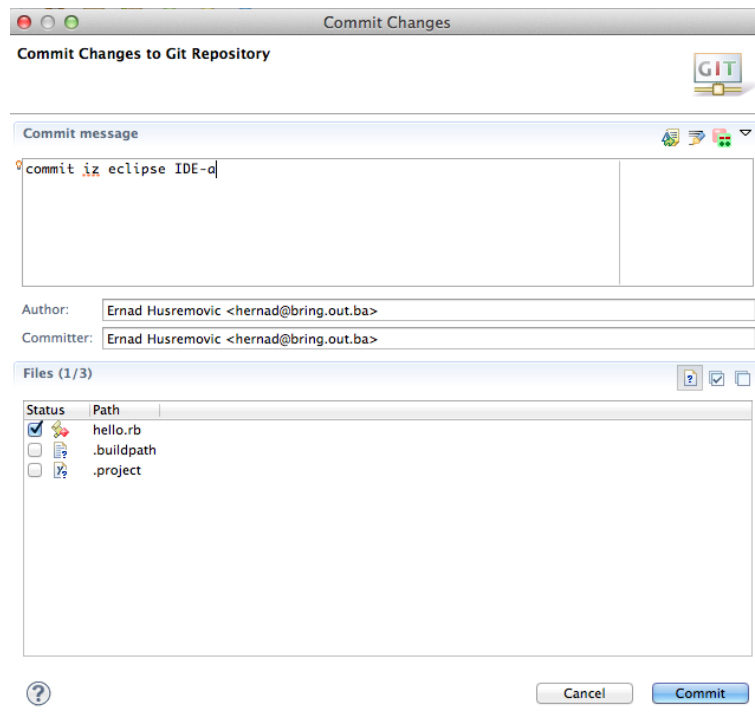 Commit Changes
Commit Changes to Git Repository
GIT
Commit message
commit iz eclipse IDE-a
Author: Ernad Husremovic <hernad@bring.out.ba>
Committer: Ernad Husremovic <hernad@bring.out.ba>
Files (1/3)
Status Path
hello.rb
.buildpath
.project
Cancel Commit